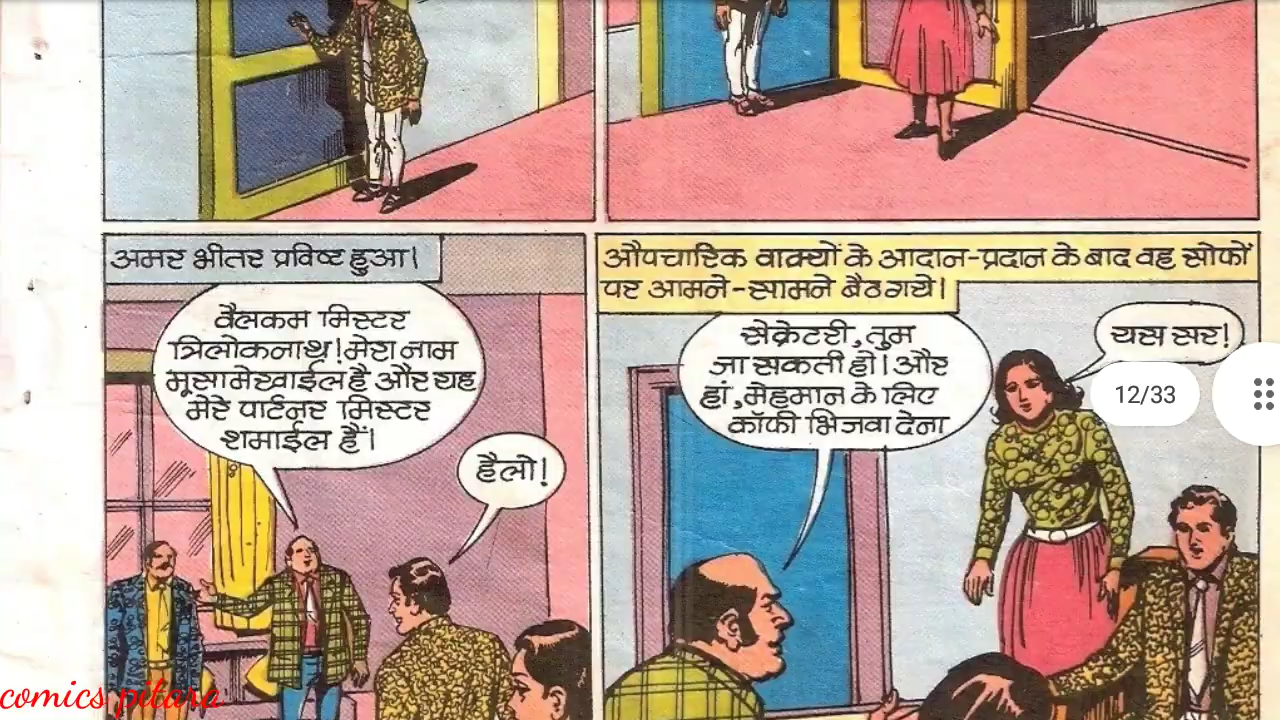 अमर भीतर प्रविष्ट हुआ।
वैलकम मिस्टर
त्रिलोकनाथ! मेरा नाम
मूसा मेखाईल है और यह
मेरे पार्टनर मिस्टर
शमाईल हैं।
हैलो!
औपचारिक वाक्यों के आदान-प्रदान के बाद वह सोफों
पर आमने-सामने बैठ गये।
सेक्रेटरी, तुम
जा सकती हो। और
हां, मेहमान के लिए
कॉफी भिजवा देना
यस सर!
12/33
comics pitara